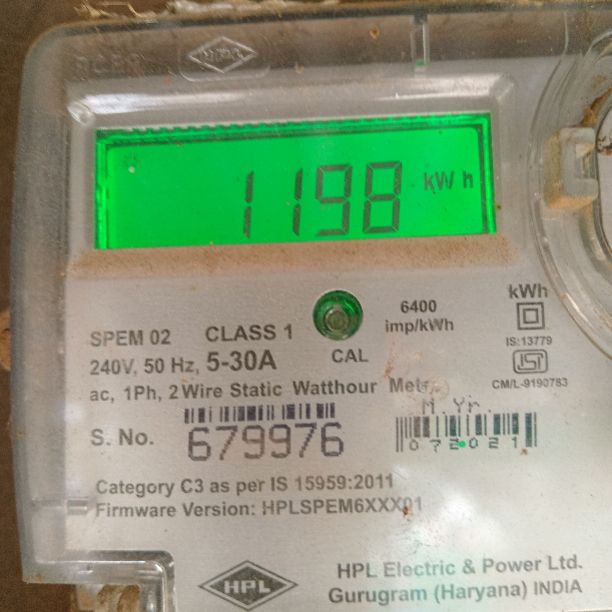 HPL
1198 kWh
kWh
6400
imp/kWh
SPEM 02 CLASS 1
CAL
IS:13779
240V, 50 Hz, 5-30A
ISI
CM/L-9190783
ac, 1Ph, 2 Wire Static Watthour
M. Yr.
S. No. 679976
072021
Category C3 as per IS 15959:2011
Firmware Version: HPLSPEM6XXX01
HPL
HPL Electric & Power Ltd.
Gurugram (Haryana) INDIA